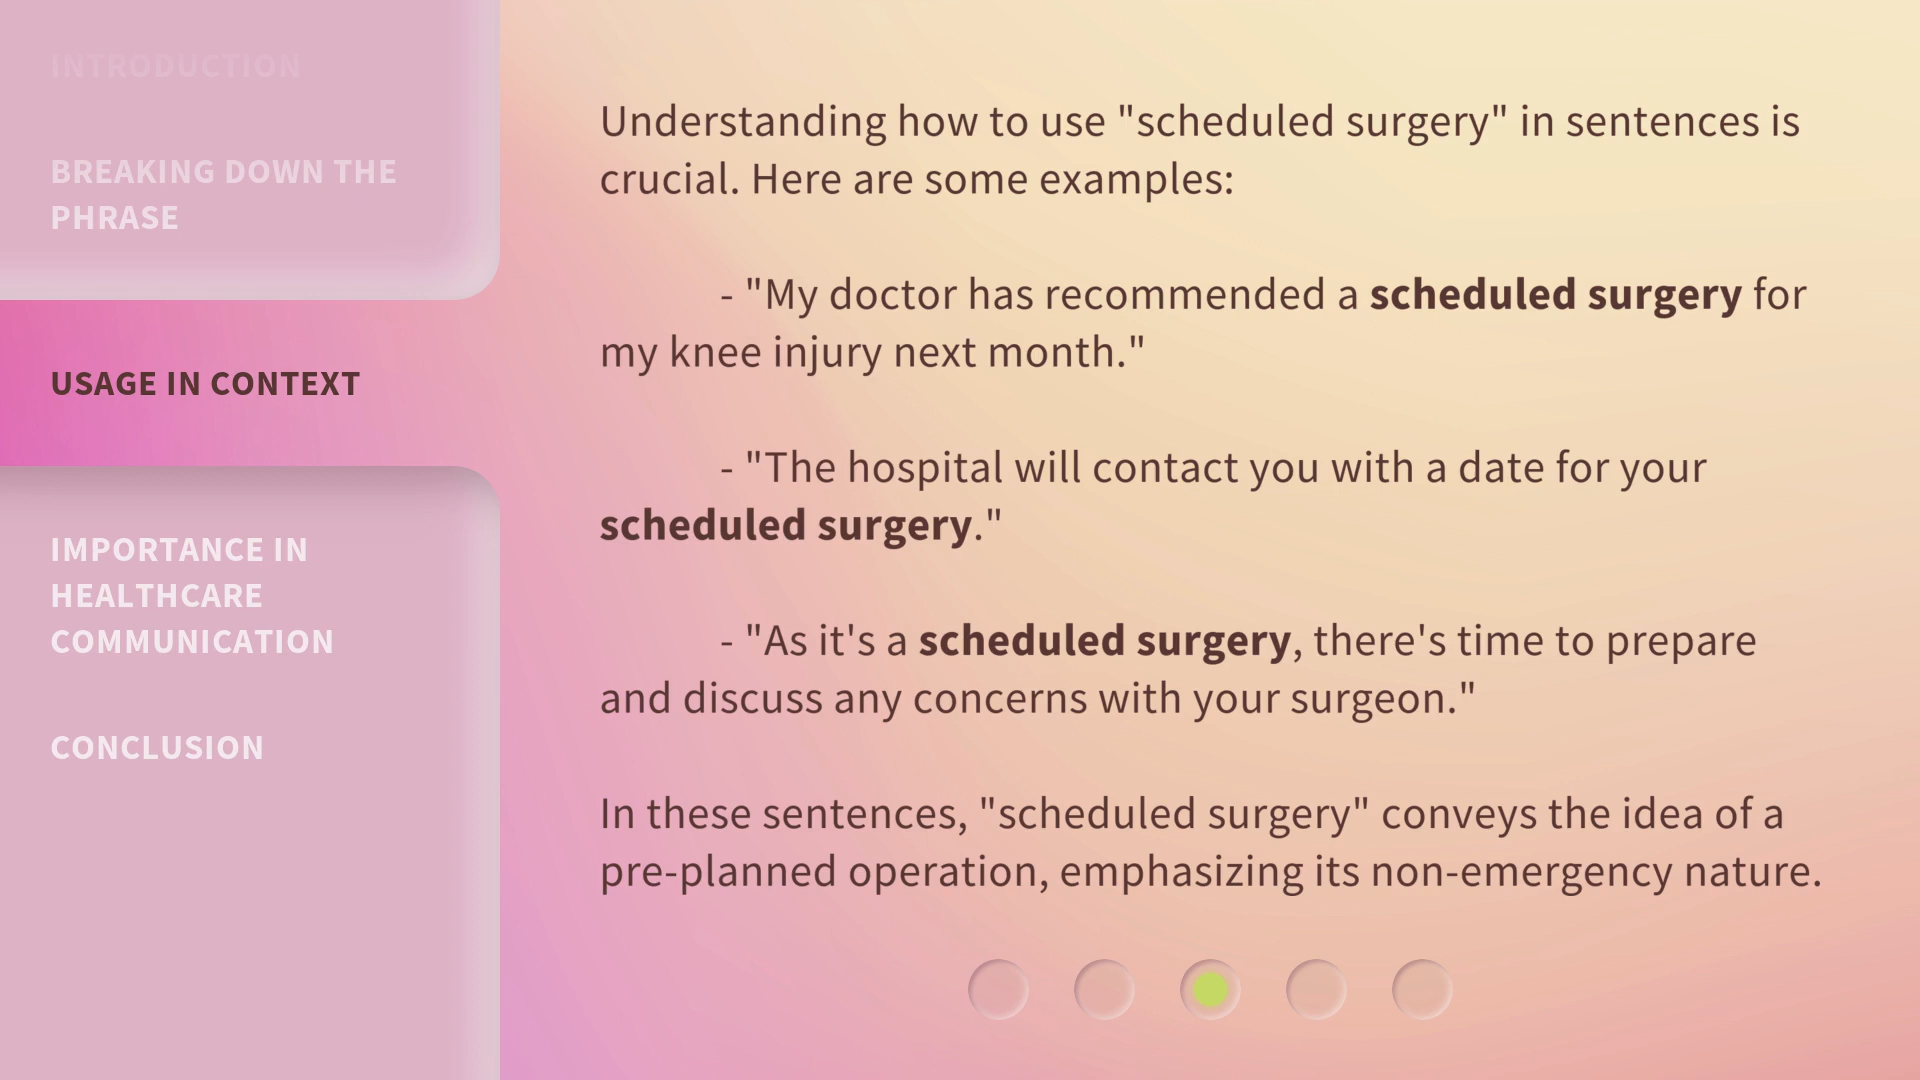 INTRODUCTION
BREAKING DOWN THE
PHRASE
USAGE IN CONTEXT
IMPORTANCE IN
HEALTHCARE
COMMUNICATION
CONCLUSION
Understanding how to use "scheduled surgery" in sentences is
crucial. Here are some examples:
- "My doctor has recommended a scheduled surgery for
my knee injury next month."
- "The hospital will contact you with a date for your
scheduled surgery."
- "As it's a scheduled surgery, there's time to prepare
and discuss any concerns with your surgeon."
In these sentences, "scheduled surgery" conveys the idea of a
pre-planned operation, emphasizing its non-emergency nature.